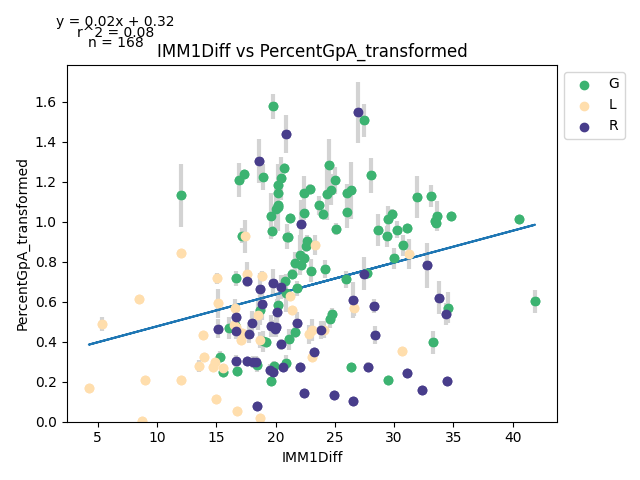 y = 0.02x + 0.32
r^2 = 0.08
n = 168
IMM1Diff vs PercentGpA_transformed
G
L
R
PercentGpA_transformed
1.6
1.4
1.2
1.0
0.8
0.6
0.4
0.2
0.0
5 10 15 20 25 30 35 40
IMM1Diff